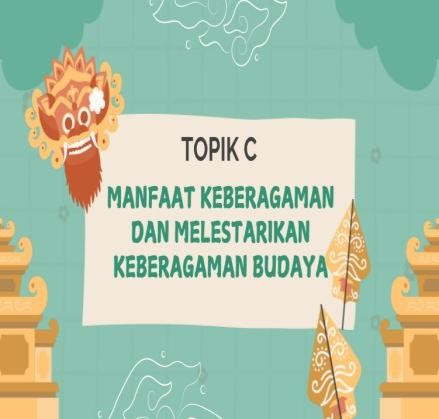 TOPIK C
MANFAAT KEBERAGAMAN
DAN MELESTARIKAN
KEBERAGAMAN BUDAYA